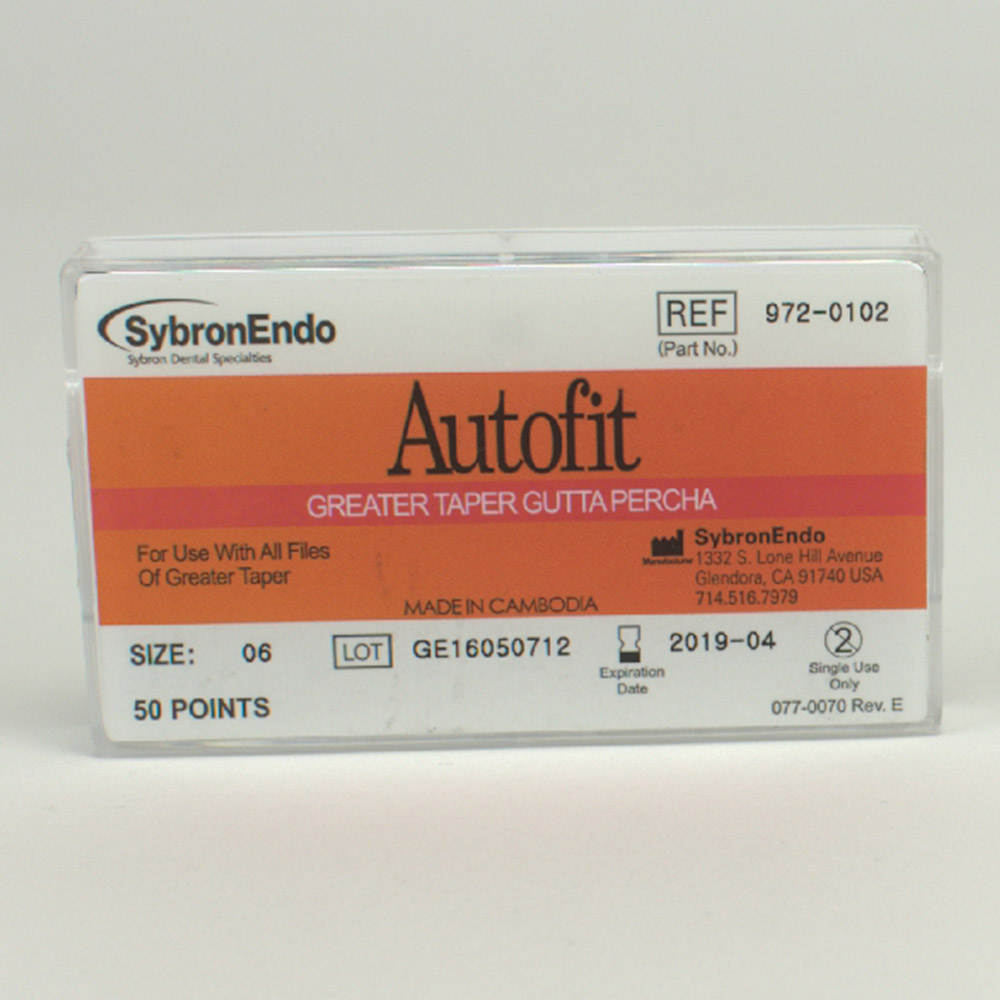 SybronEndo
Sybron Dental Specialties
REF 972-0102
(Part No.)
Autofit
GREATER TAPER GUTTA PERCHA
For Use With All Files
Of Greater Taper
SybronEndo
Manufacturer 1332 S. Lone Hill Avenue
Glendora, CA 91740 USA
714.516.7979
MADE IN CAMBODIA
SIZE: 06
LOT GE16050712
2019-04
Expiration
Date
2
Single Use
Only
50 POINTS
077-0070 Rev. E